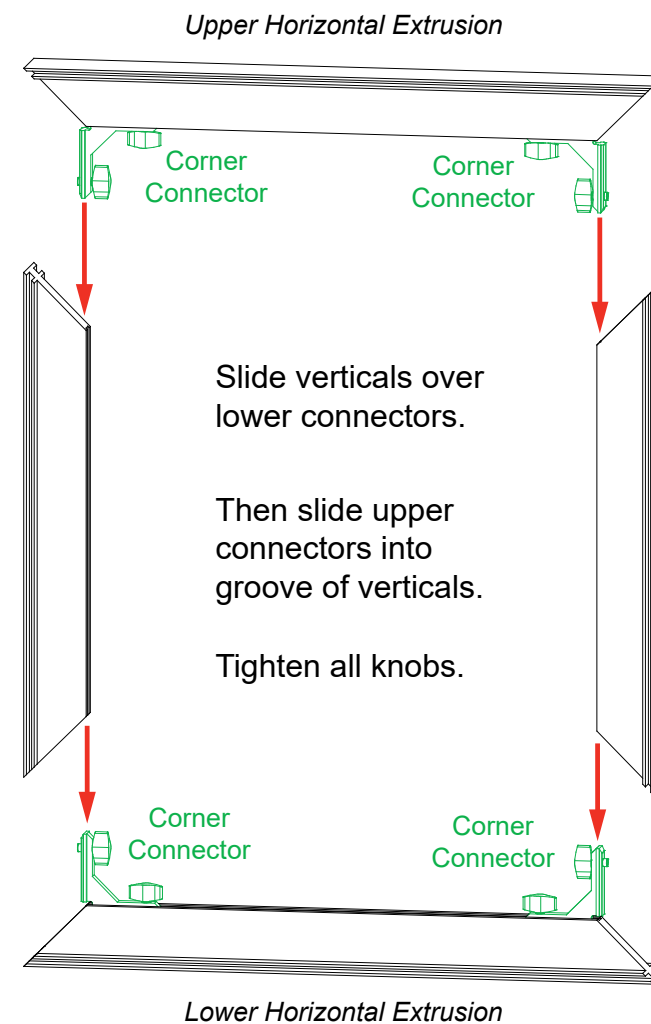 Upper Horizontal Extrusion
Corner
Connector
Corner
Connector
Slide verticals over
lower connectors.
Then slide upper
connectors into
groove of verticals.
Tighten all knobs.
Corner
Connector
Corner
Connector
Lower Horizontal Extrusion